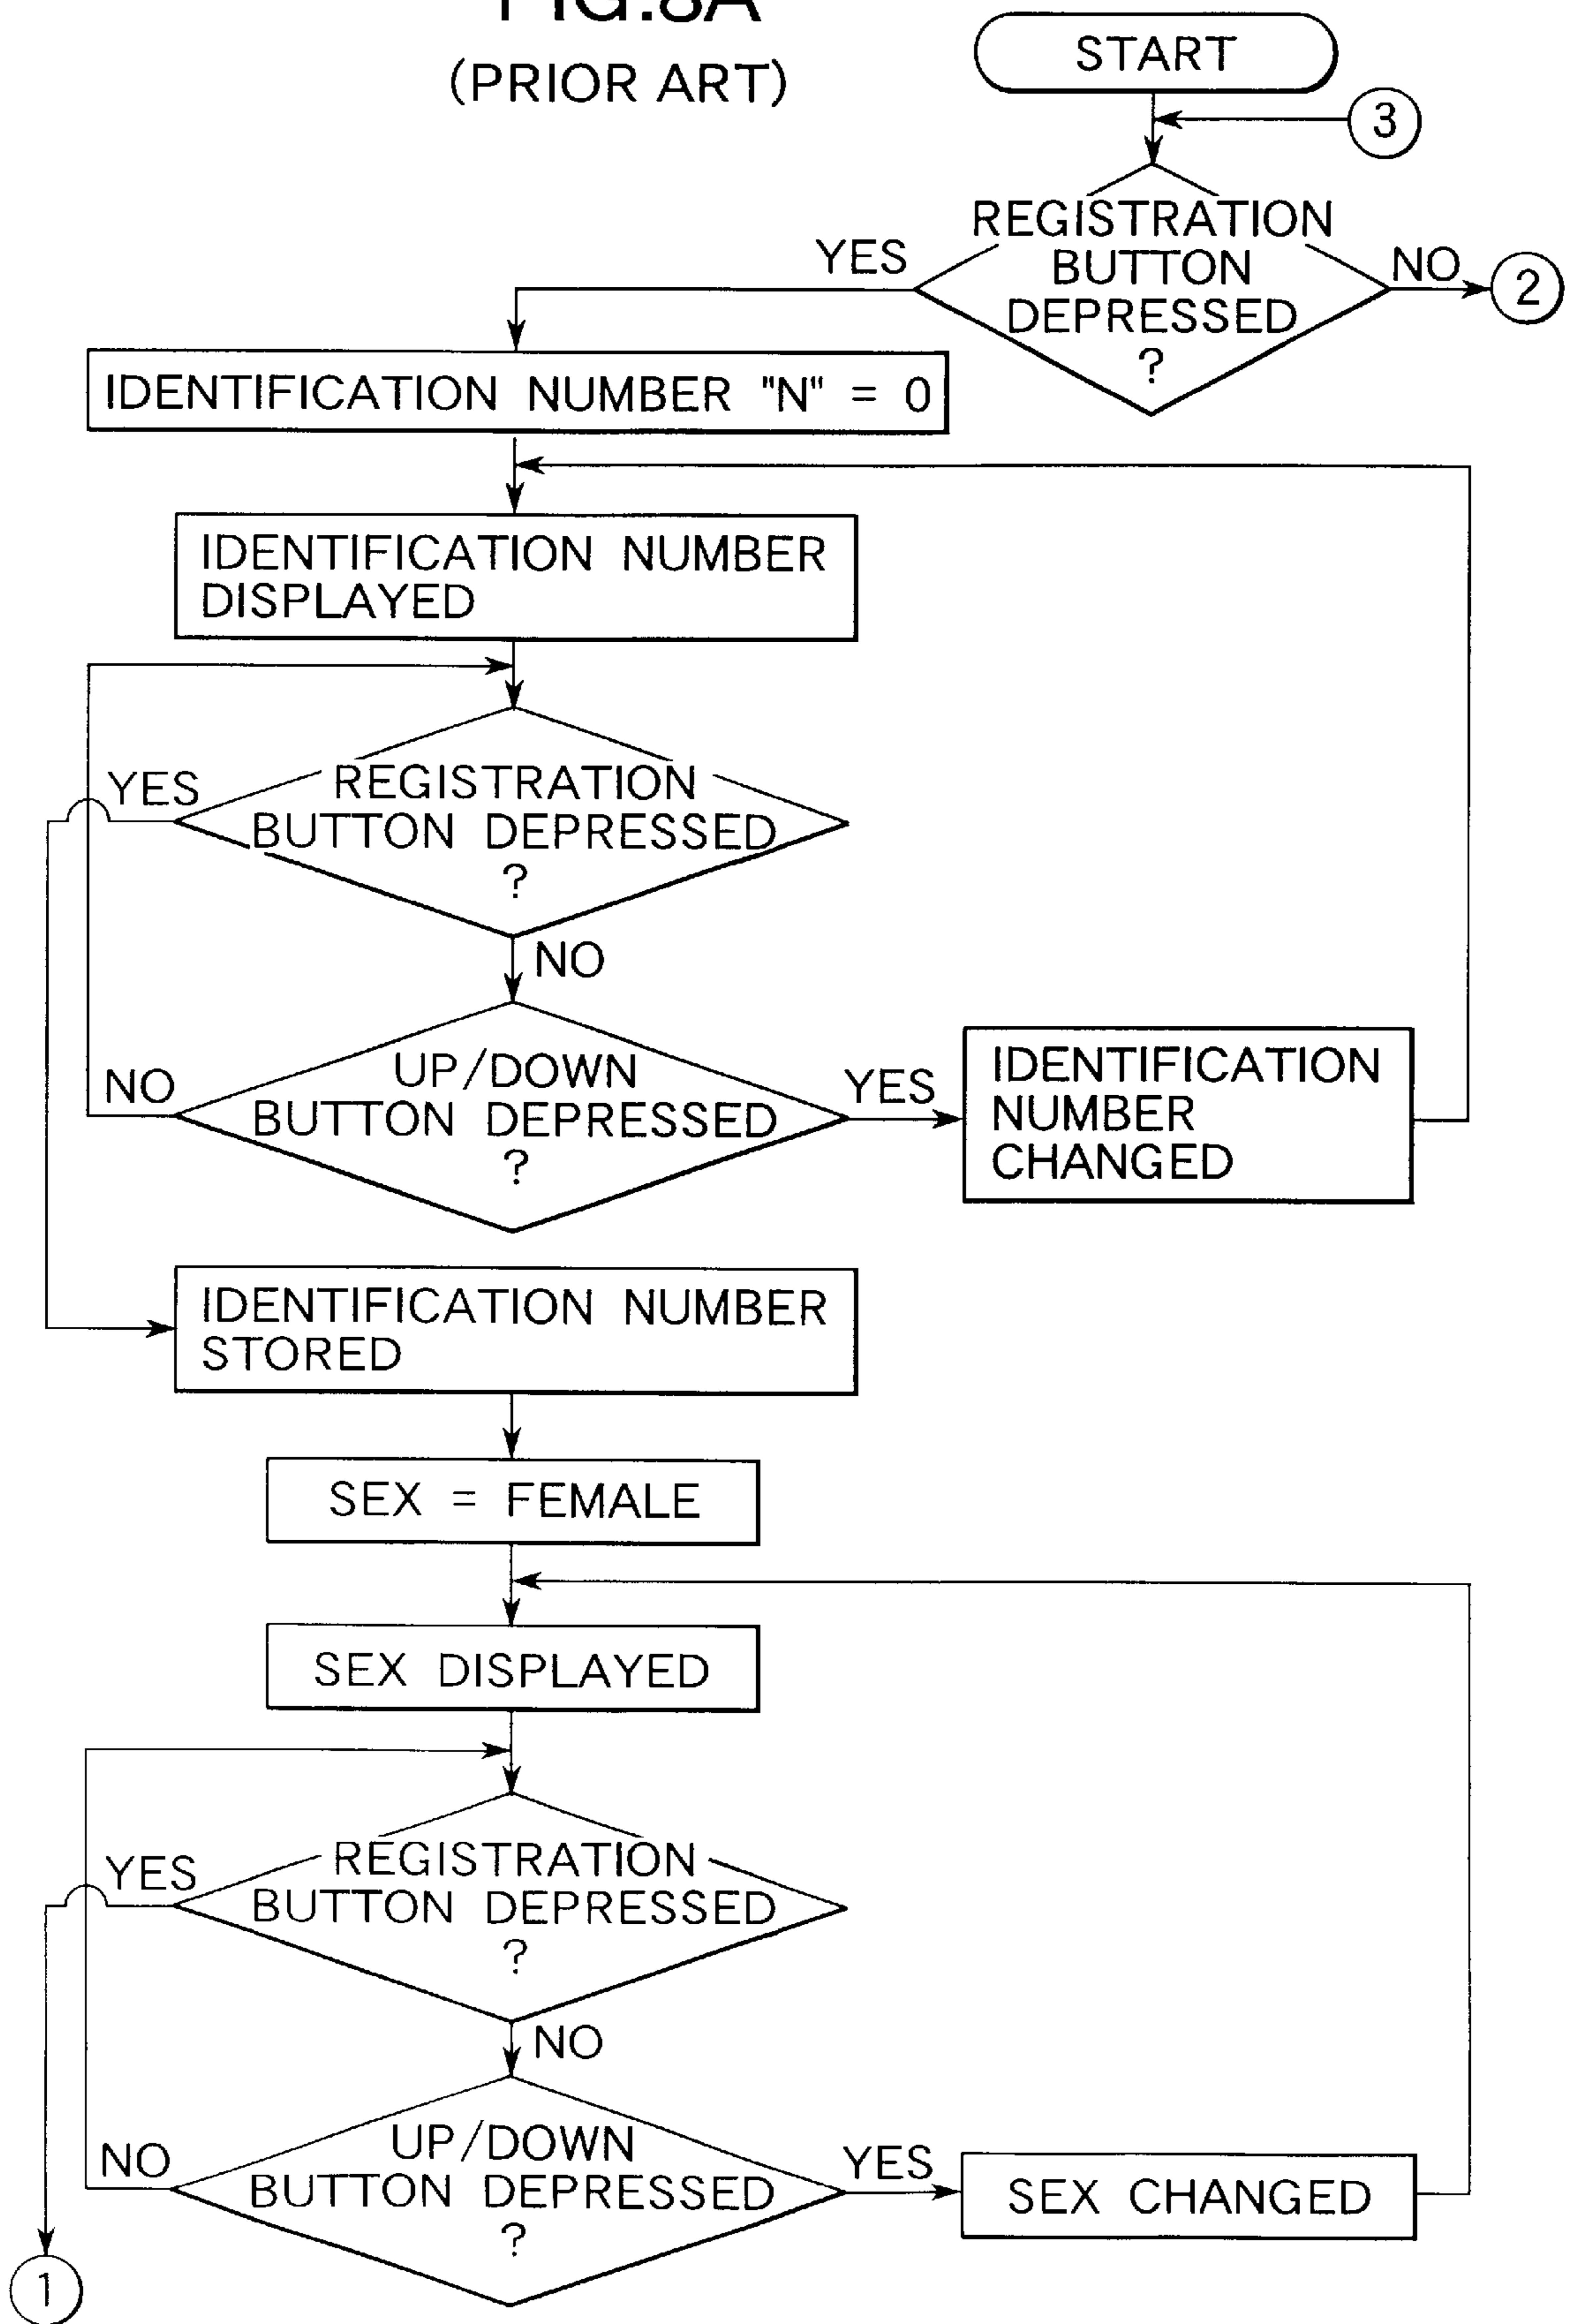 FIG.8A
(PRIOR ART)
START
3
REGISTRATION
BUTTON
DEPRESSED
?
YES
NO
2
IDENTIFICATION NUMBER "N" = 0
IDENTIFICATION NUMBER
DISPLAYED
YES
REGISTRATION
BUTTON DEPRESSED
?
NO
UP/DOWN
BUTTON DEPRESSED
?
NO
YES
IDENTIFICATION
NUMBER
CHANGED
IDENTIFICATION NUMBER
STORED
SEX = FEMALE
SEX DISPLAYED
YES
REGISTRATION
BUTTON DEPRESSED
?
NO
UP/DOWN
BUTTON DEPRESSED
?
NO
YES
SEX CHANGED
1